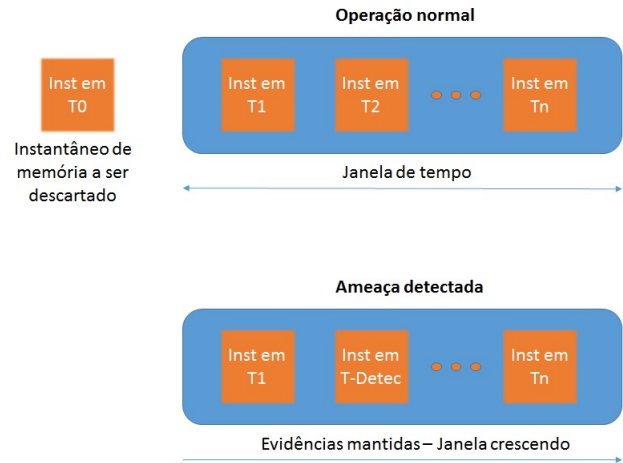 Operação normal
Inst em
T0
Inst em
T1
Inst em
T2
Inst em
Tn
Instantâneo de
memória a ser
descartado
Janela de tempo
Ameaça detectada
Inst em
T1
Inst em
T-Detec
Inst em
Tn
Evidências mantidas – Janela crescendo